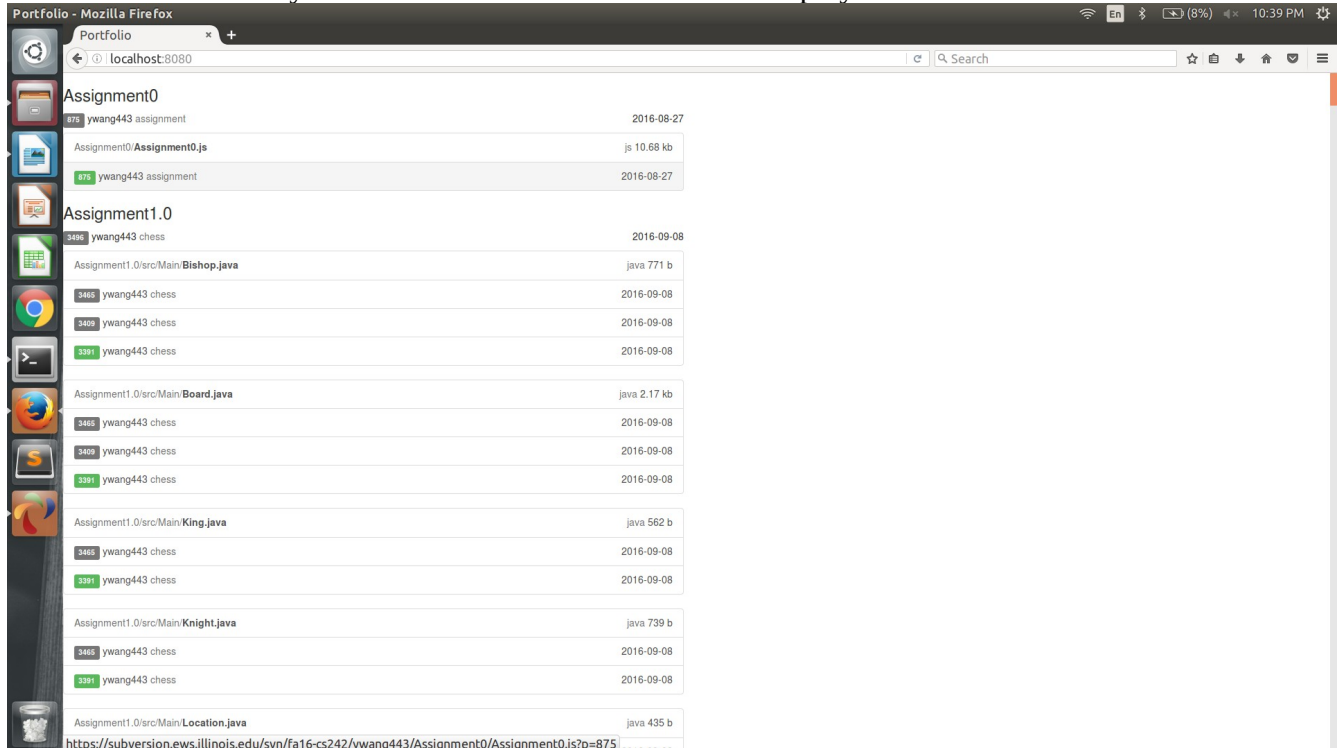 Portfolio - Mozilla Firefox En (8%) 10:39 PM
Portfolio × +
localhost:8080 Search
Assignment0
875 ywang443 assignment 2016-08-27
Assignment0/Assignment0.js js 10.68 kb
875 ywang443 assignment 2016-08-27
Assignment1.0
3496 ywang443 chess 2016-09-08
Assignment1.0/src/Main/Bishop.java java 771 b
3465 ywang443 chess 2016-09-08
3409 ywang443 chess 2016-09-08
3391 ywang443 chess 2016-09-08
Assignment1.0/src/Main/Board.java java 2.17 kb
3465 ywang443 chess 2016-09-08
3409 ywang443 chess 2016-09-08
3391 ywang443 chess 2016-09-08
Assignment1.0/src/Main/King.java java 562 b
3465 ywang443 chess 2016-09-08
3391 ywang443 chess 2016-09-08
Assignment1.0/src/Main/Knight.java java 739 b
3465 ywang443 chess 2016-09-08
3391 ywang443 chess 2016-09-08
Assignment1.0/src/Main/Location.java java 435 b
https://subversion.ews.illinois.edu/svn/fa16-cs242/ywang443/Assignment0/Assignment0.js?p=875